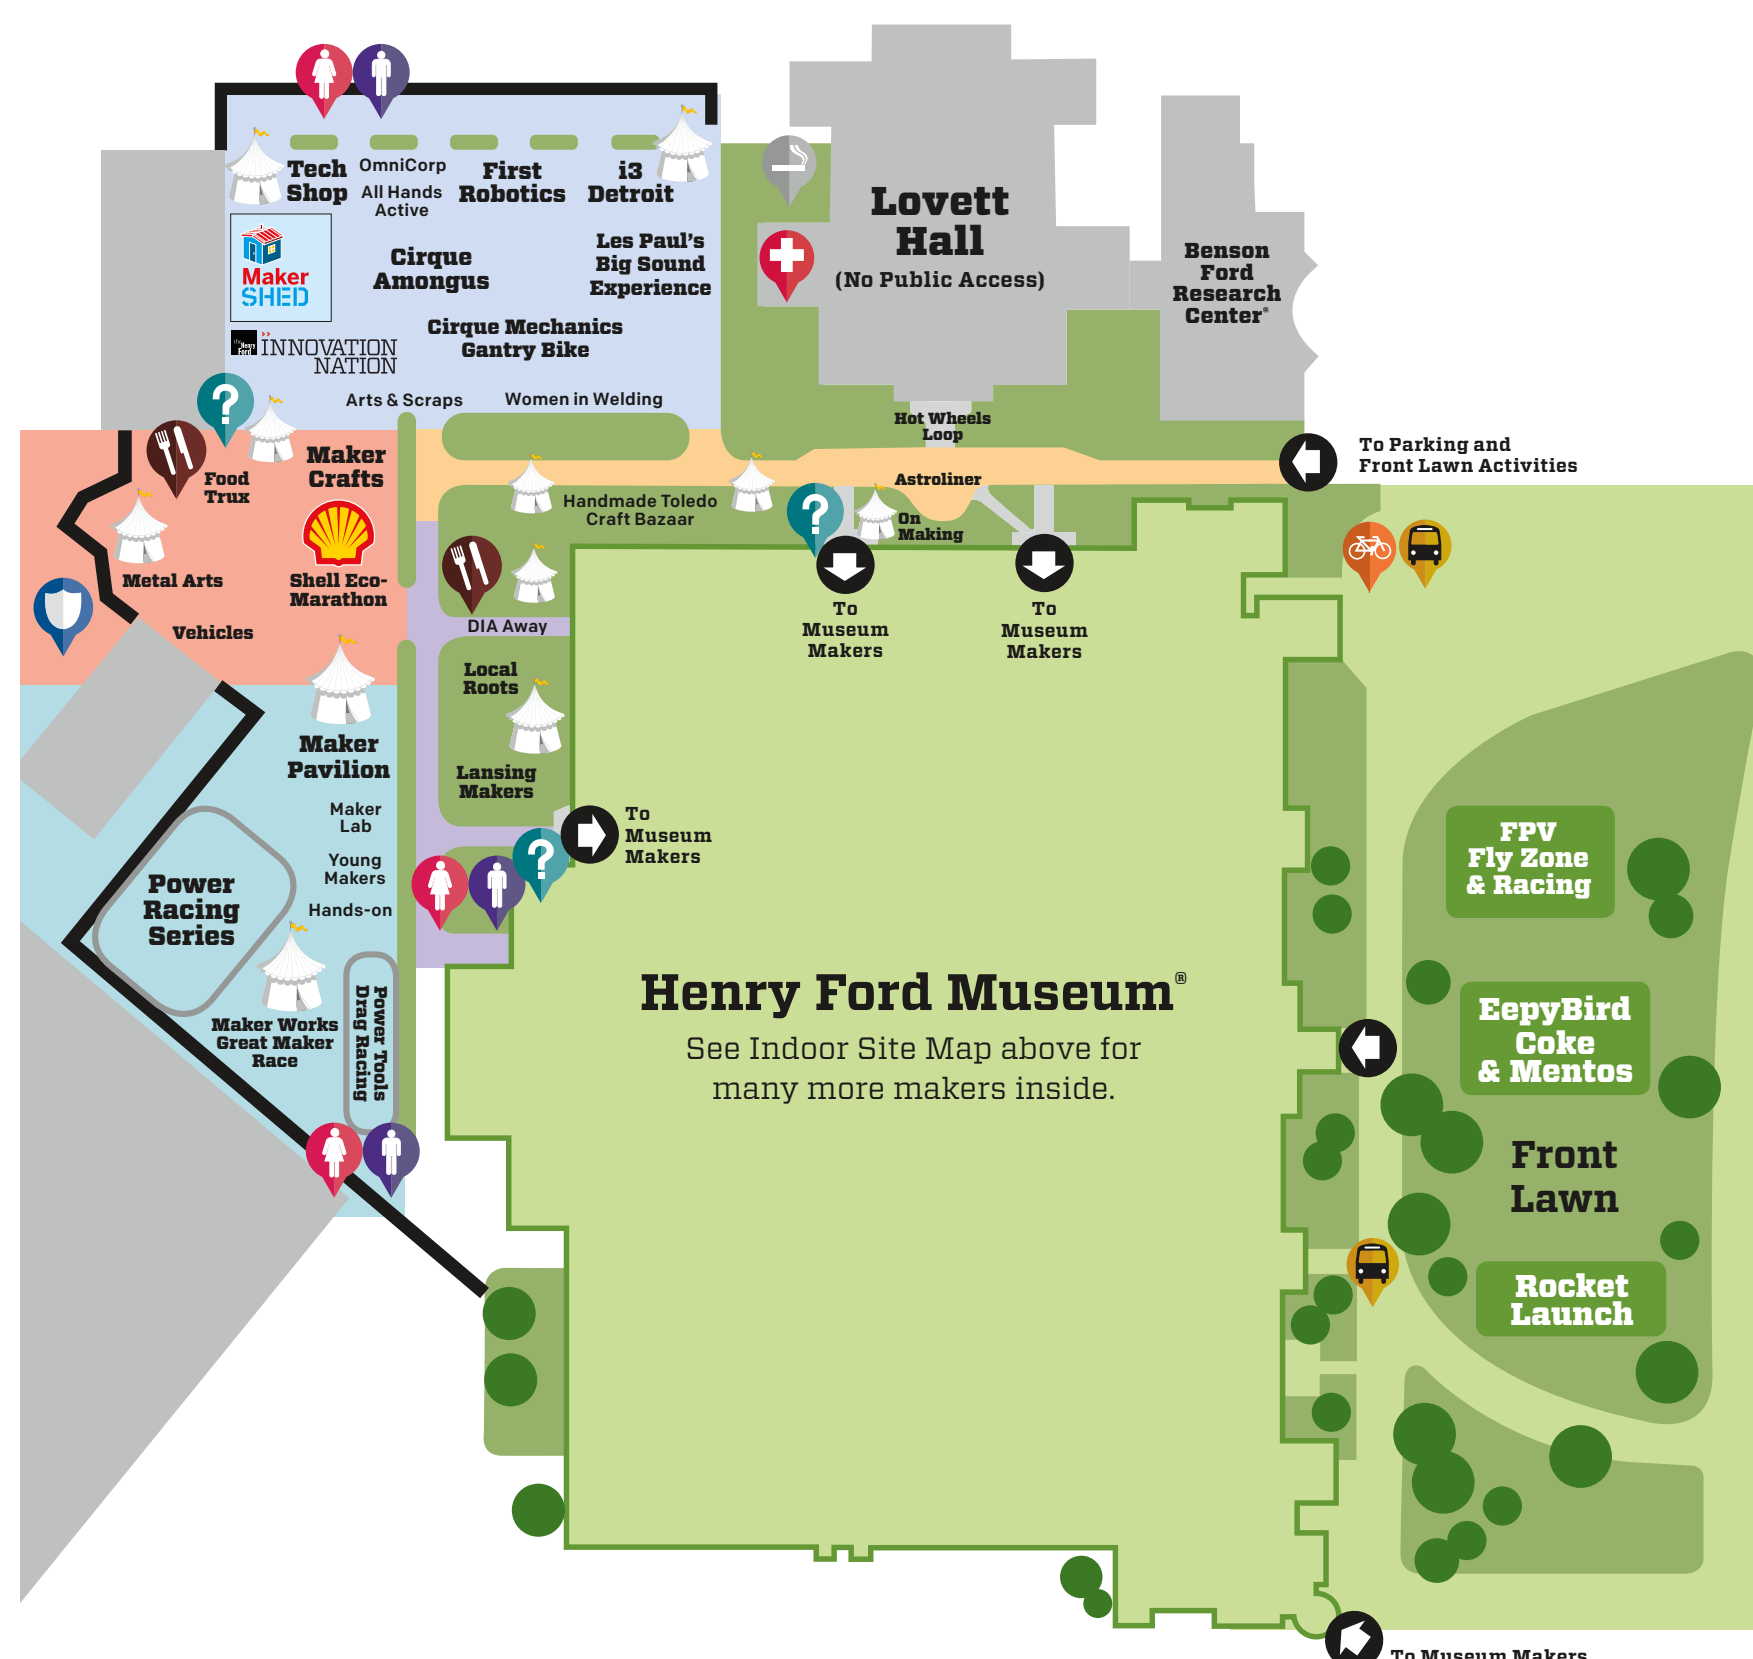 Tech
Shop
OmniCorp
All Hands
Active
First
Robotics
i3
Detroit
Maker
SHED
Cirque
Amongus
Les Paul's
Big Sound
Experience
Cirque Mechanics
Gantry Bike
the
Henry
Ford
INNOVATION
NATION
Arts & Scraps
Women in Welding
Lovett
Hall
(No Public Access)
Benson
Ford
Research
Center®
Hot Wheels
Loop
Astroliner
To Parking and
Front Lawn Activities
?
Food
Trux
Maker
Crafts
Metal Arts
Shell Eco-
Marathon
Vehicles
Handmade Toledo
Craft Bazaar
?
On
Making
To
Museum
Makers
To
Museum
Makers
DIA Away
Local
Roots
Lansing
Makers
To
Museum
Makers
?
Maker
Pavilion
Maker
Lab
Young
Makers
Hands-on
Power
Racing
Series
Maker Works
Great Maker
Race
Power Tools
Drag Racing
Henry Ford Museum®
See Indoor Site Map above for
many more makers inside.
FPV
Fly Zone
& Racing
EepyBird
Coke
& Mentos
Front
Lawn
Rocket
Launch
To Museum Makers